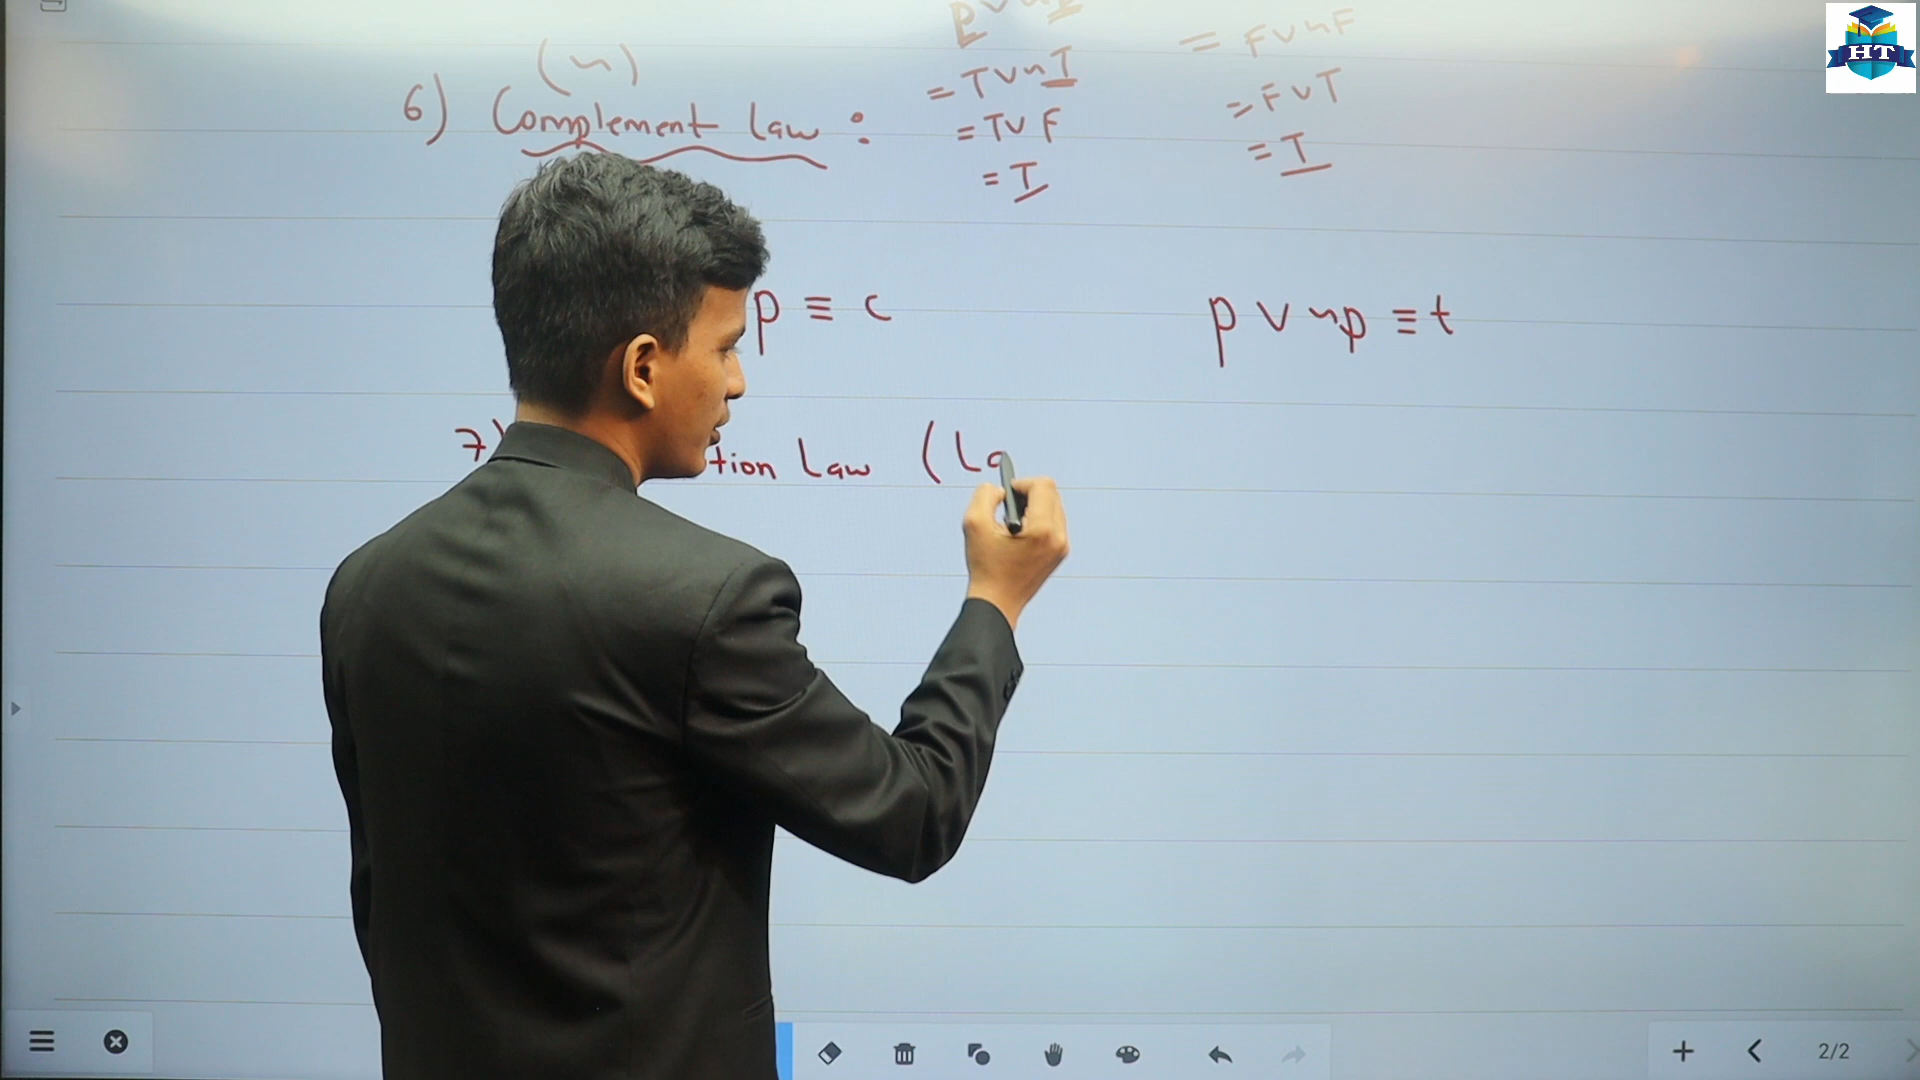 p ∨ ~p
= F ∨ ~F
(~)
= T ∨ ~T
6) Complement Law :
= F ∨ T
= T ∨ F
= T
= T
p ≡ c
p ∨ ~p ≡ t
7)
tion Law (La
HT
2/2